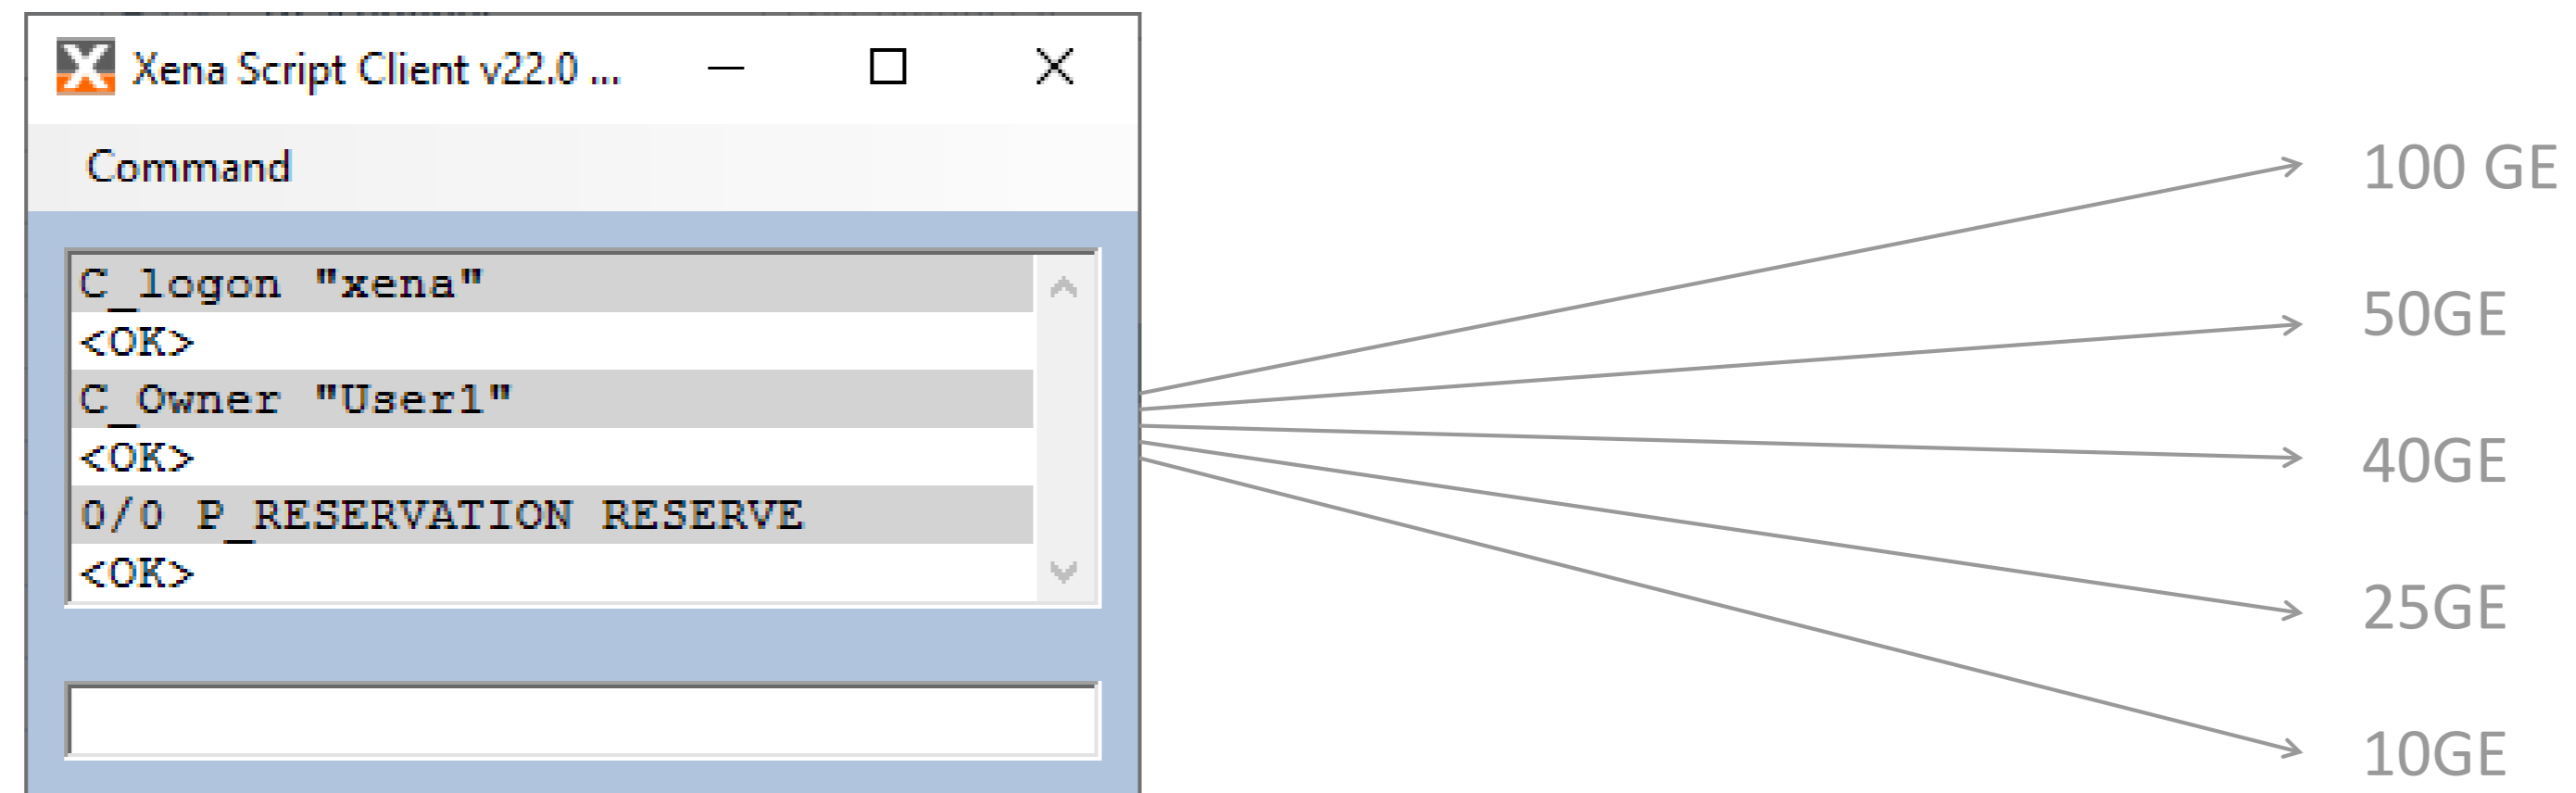 Xena Script Client v22.0 ...
Command
C_logon "xena"
<OK>
C_Owner "User1"
<OK>
0/0 P_RESERVATION RESERVE
<OK>
100 GE
50GE
40GE
25GE
10GE